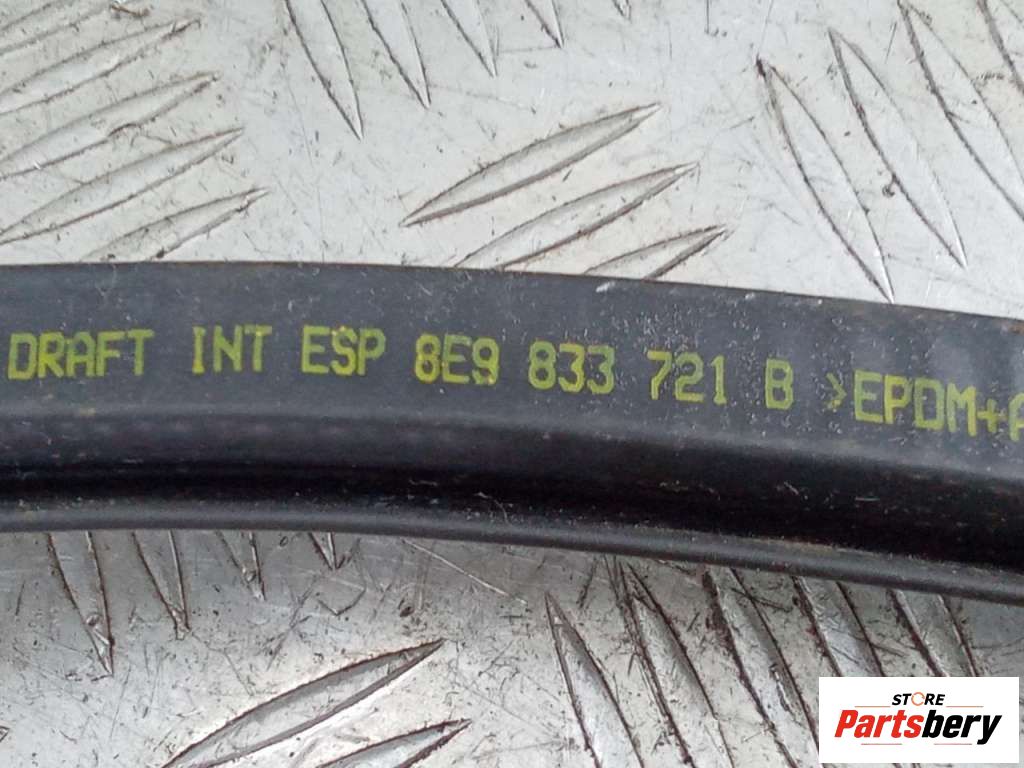 DRAFT INT ESP 8E9 833 721 B >EPDM+
STORE
Partsbery